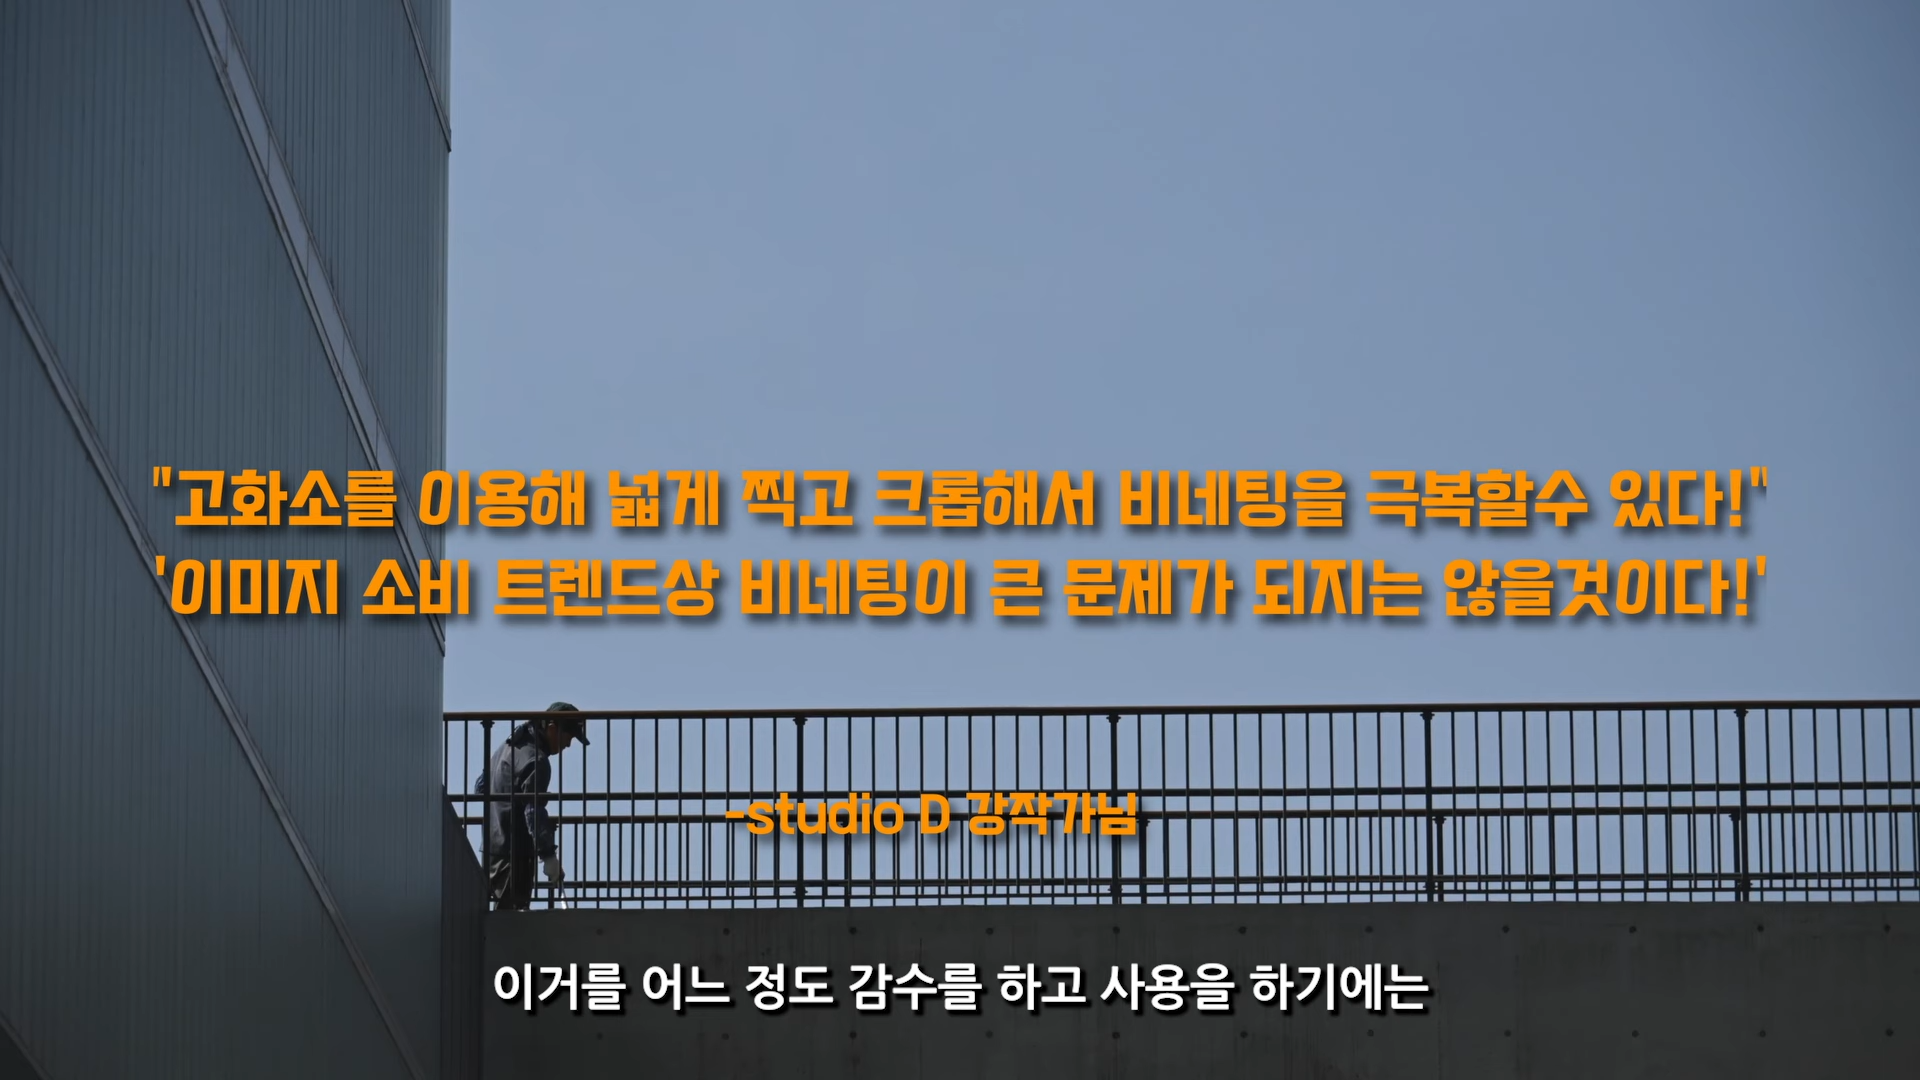 "고화소를 이용해 넓게 찍고 크롭해서 비네팅을 극복할수 있다!"
'이미지 소비 트렌드상 비네팅이 큰 문제가 되지는 않을것이다!'
-studio D 강작가님
이거를 어느 정도 감수를 하고 사용을 하기에는